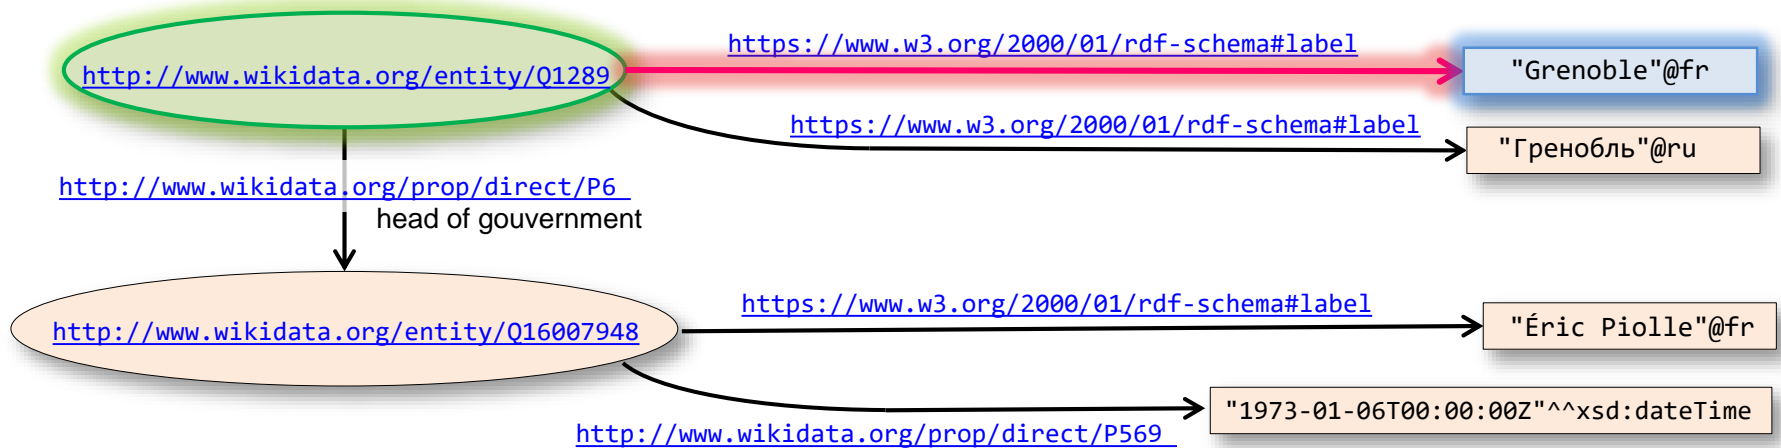 https://www.w3.org/2000/01/rdf-schema#label
http://www.wikidata.org/entity/Q1289
"Grenoble"@fr
https://www.w3.org/2000/01/rdf-schema#label
"Гренобль"@ru
http://www.wikidata.org/prop/direct/P6
head of gouvernment
https://www.w3.org/2000/01/rdf-schema#label
http://www.wikidata.org/entity/Q16007948
"Éric Piolle"@fr
"1973-01-06T00:00:00Z"^^xsd:dateTime
http://www.wikidata.org/prop/direct/P569